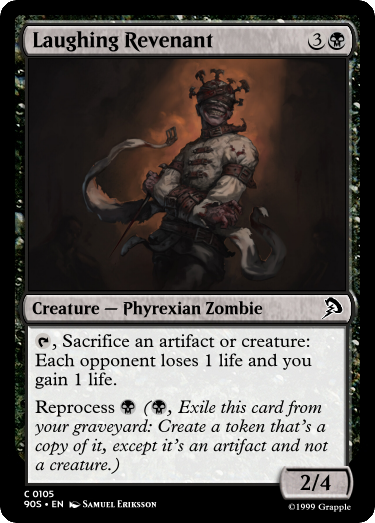 Laughing Revenant 3
Creature — Phyrexian Zombie
, Sacrifice an artifact or creature:
Each opponent loses 1 life and you
gain 1 life.
Reprocess (, Exile this card from
your graveyard: Create a token that's a
copy of it, except it's an artifact and not
a creature.)
2/4
C 0105
90S • EN Samuel Eriksson
©1999 Grapple